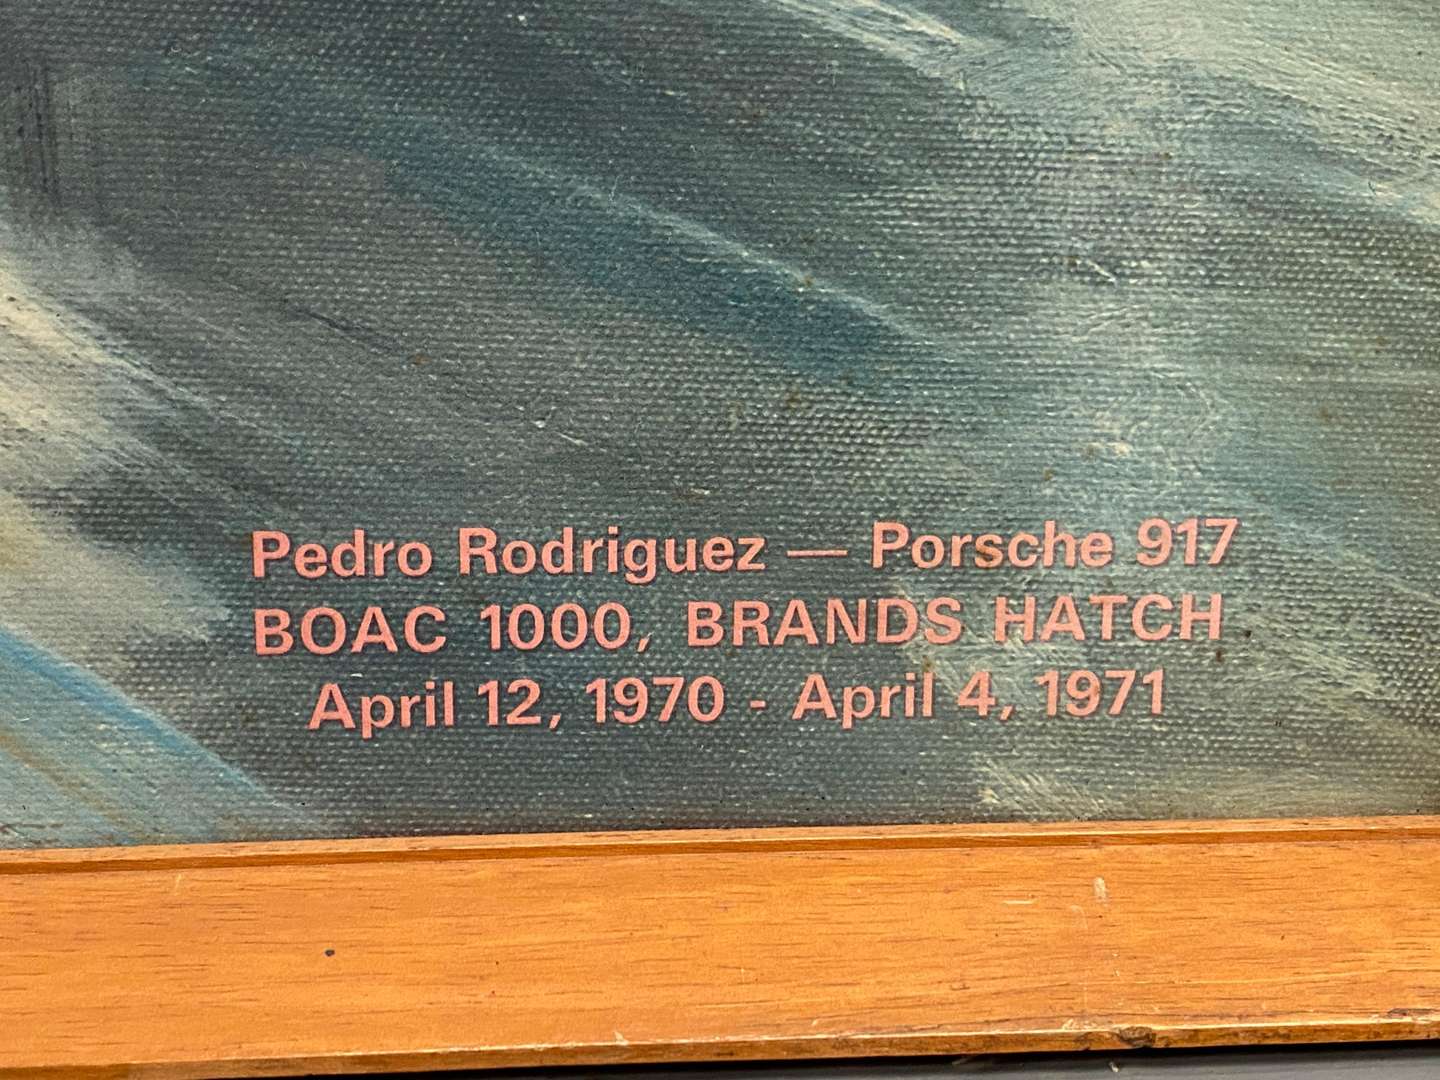 Pedro Rodriguez — Porsche 917
BOAC 1000, BRANDS HATCH
April 12, 1970 - April 4, 1971